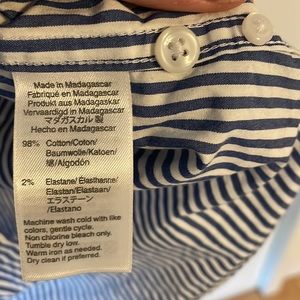 Made in Madagascar
Fabriqué en Madagascar
Produkt aus Madagaskar
Vervaardigd in Madagascar
マダガスカル 製
Hecho en Madagascar
98% Cotton/Coton/
Baumwolle/Katoen/
綿/Algodón
2% Elastane/ Élasthanne/
Elastan/Elastaan/
エラステーン/
Elastano
Machine wash cold with like
colors, gentle cycle.
Non chlorine bleach only.
Tumble dry low.
Warm iron as needed.
Dry clean if preferred.